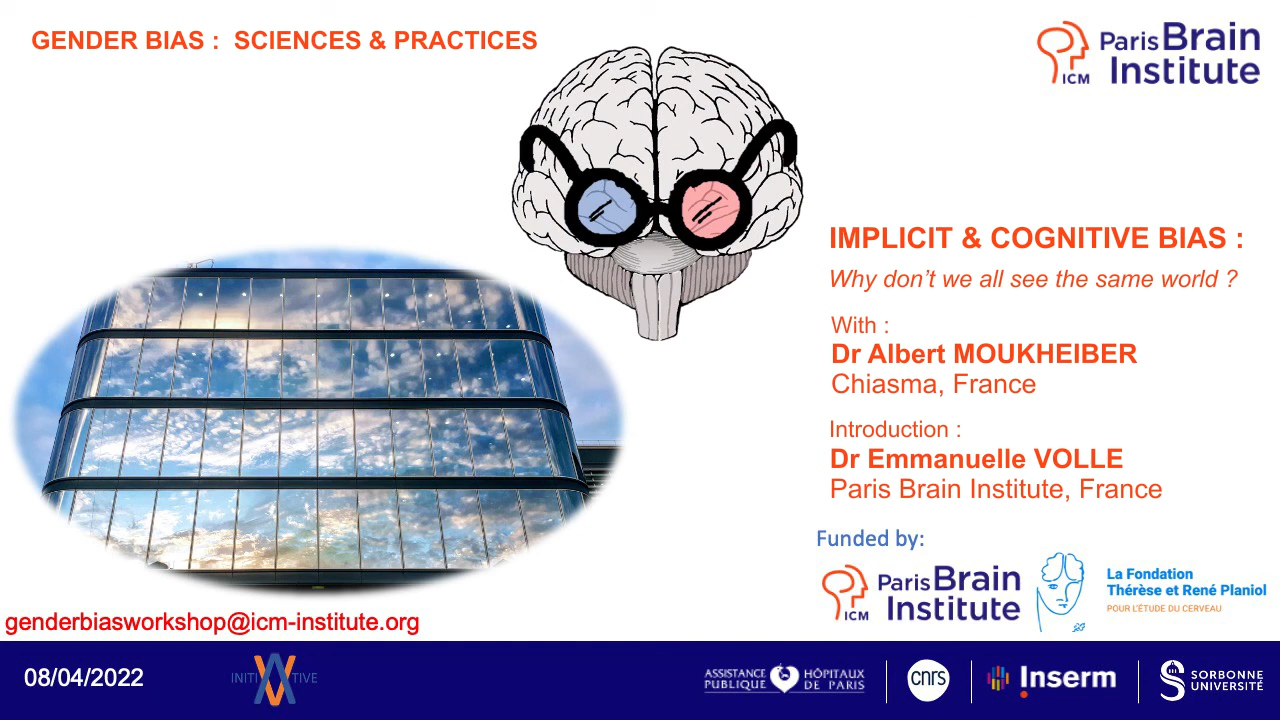 GENDER BIAS :  SCIENCES & PRACTICES
ICM
Paris Brain
Institute
IMPLICIT & COGNITIVE BIAS :
Why don’t we all see the same world ?
With :
Dr Albert MOUKHEIBER
Chiasma, France
Introduction :
Dr Emmanuelle VOLLE
Paris Brain Institute, France
Funded by:
ICM
Paris Brain
Institute
La Fondation
Thérèse et René Planiol
POUR L'ÉTUDE DU CERVEAU
genderbiasworkshop@icm-institute.org
08/04/2022
INITI TIVE
ASSISTANCE PUBLIQUE
HÔPITAUX DE PARIS
cnrs
Inserm
SORBONNE
UNIVERSITÉ